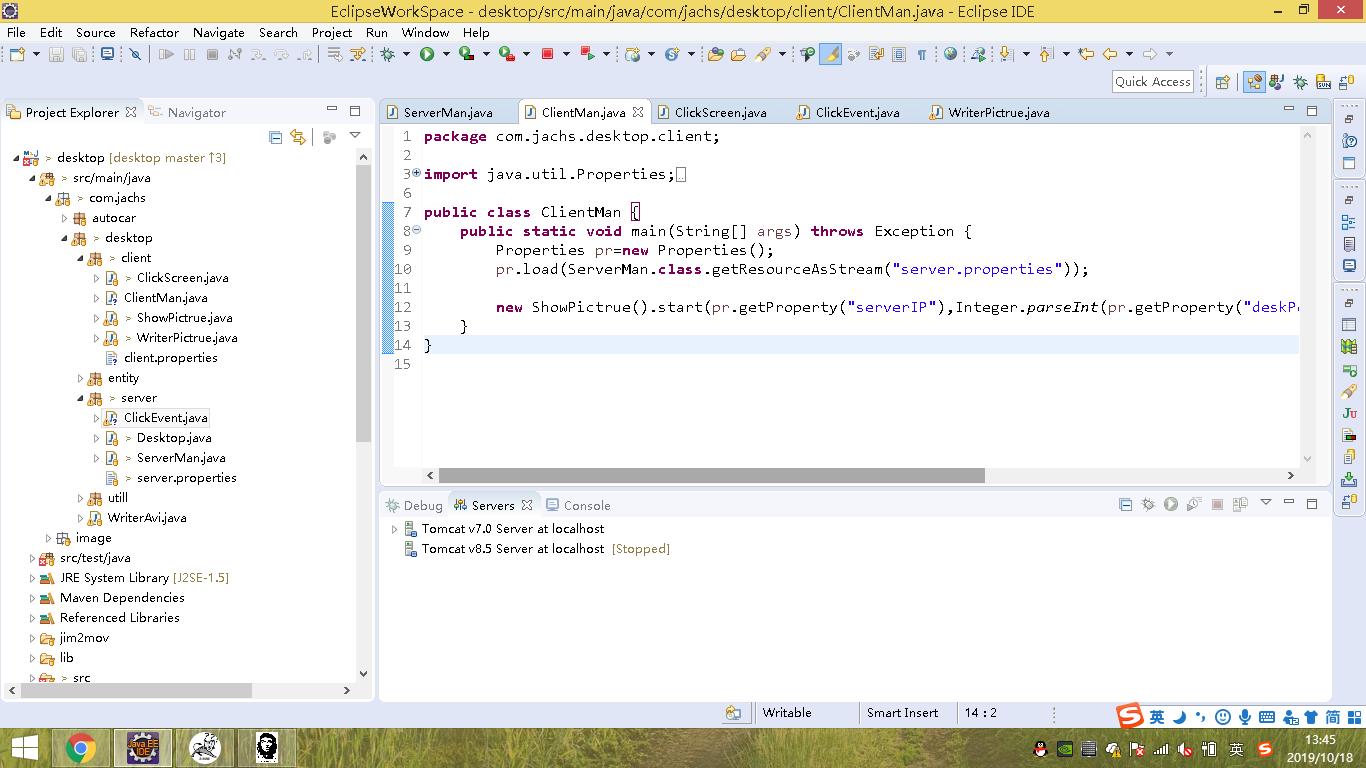 EclipseWorkSpace - desktop/src/main/java/com/jachs/desktop/client/ClientMan.java - Eclipse IDE
File Edit Source Refactor Navigate Search Project Run Window Help
Quick Access
Project Explorer Navigator
> desktop [desktop master ↑3]
> src/main/java
> com.jachs
autocar
> desktop
> client
> ClickScreen.java
ClientMan.java
> ShowPictrue.java
> WriterPictrue.java
client.properties
entity
> server
ClickEvent.java
> Desktop.java
> ServerMan.java
> server.properties
utill
WriterAvi.java
image
src/test/java
JRE System Library [J2SE-1.5]
Maven Dependencies
Referenced Libraries
jim2mov
lib
> src
ServerMan.java ClientMan.java ClickScreen.java ClickEvent.java WriterPictrue.java
1 package com.jachs.desktop.client;
2
3 import java.util.Properties;
6
7 public class ClientMan {
8 public static void main(String[] args) throws Exception {
9 Properties pr=new Properties();
10 pr.load(ServerMan.class.getResourceAsStream("server.properties"));
11
12 new ShowPictrue().start(pr.getProperty("serverIP"),Integer.parseInt(pr.getProperty("deskP
13 }
14 }
15
Debug Servers Console
Tomcat v7.0 Server at localhost
Tomcat v8.5 Server at localhost [Stopped]
Writable Smart Insert 14 : 2
英 简
Java EE IDE
英
13:45
2019/10/18